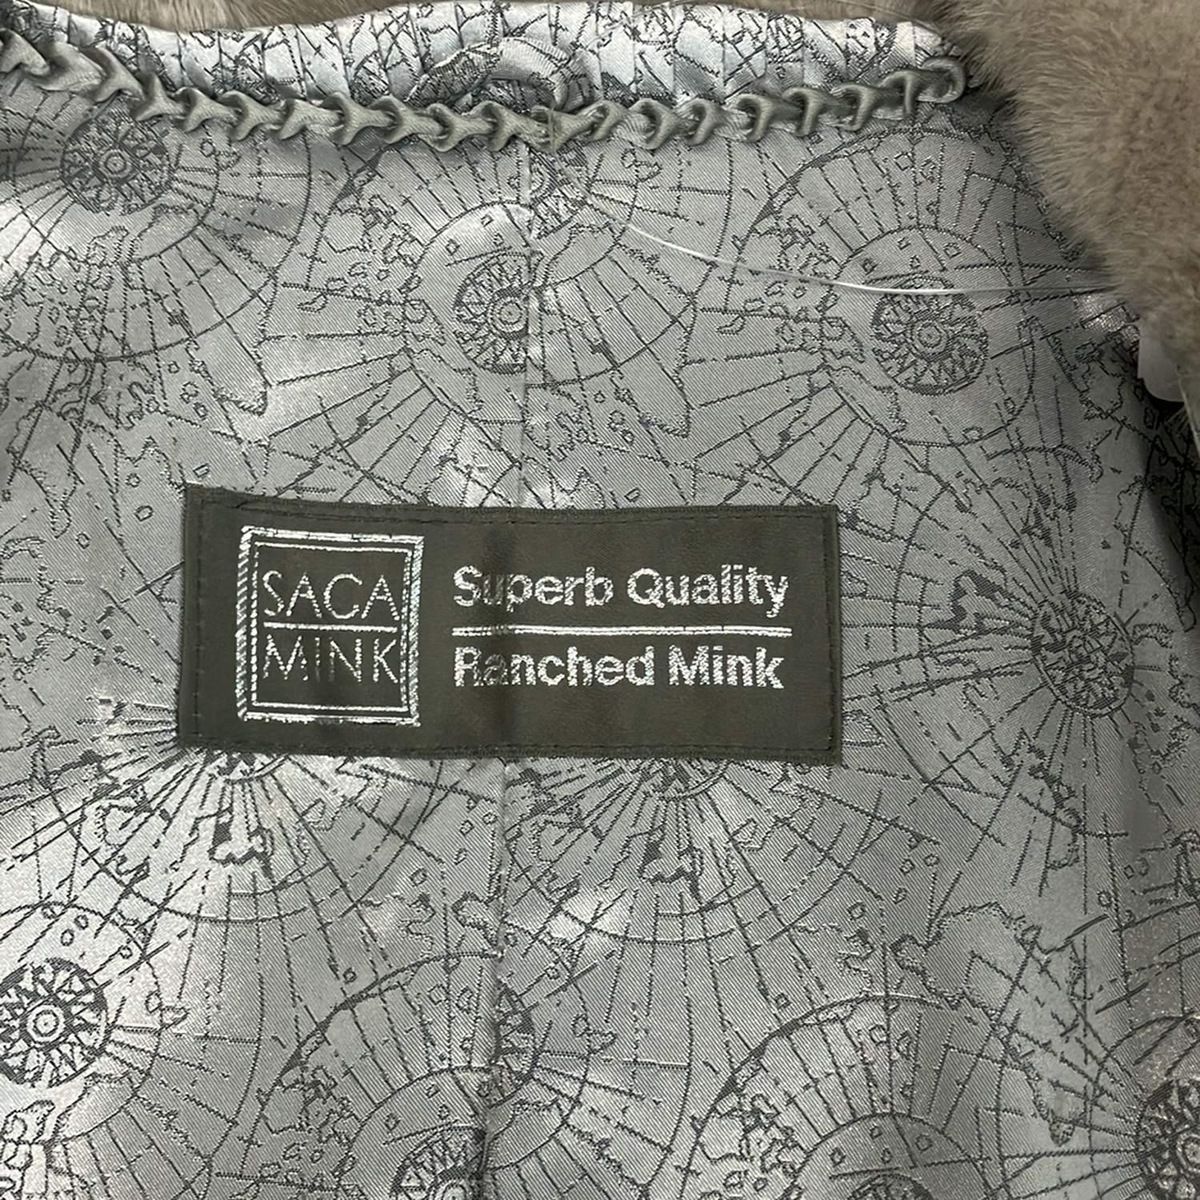 SACA
MINK
Superb Quality
Ranched Mink